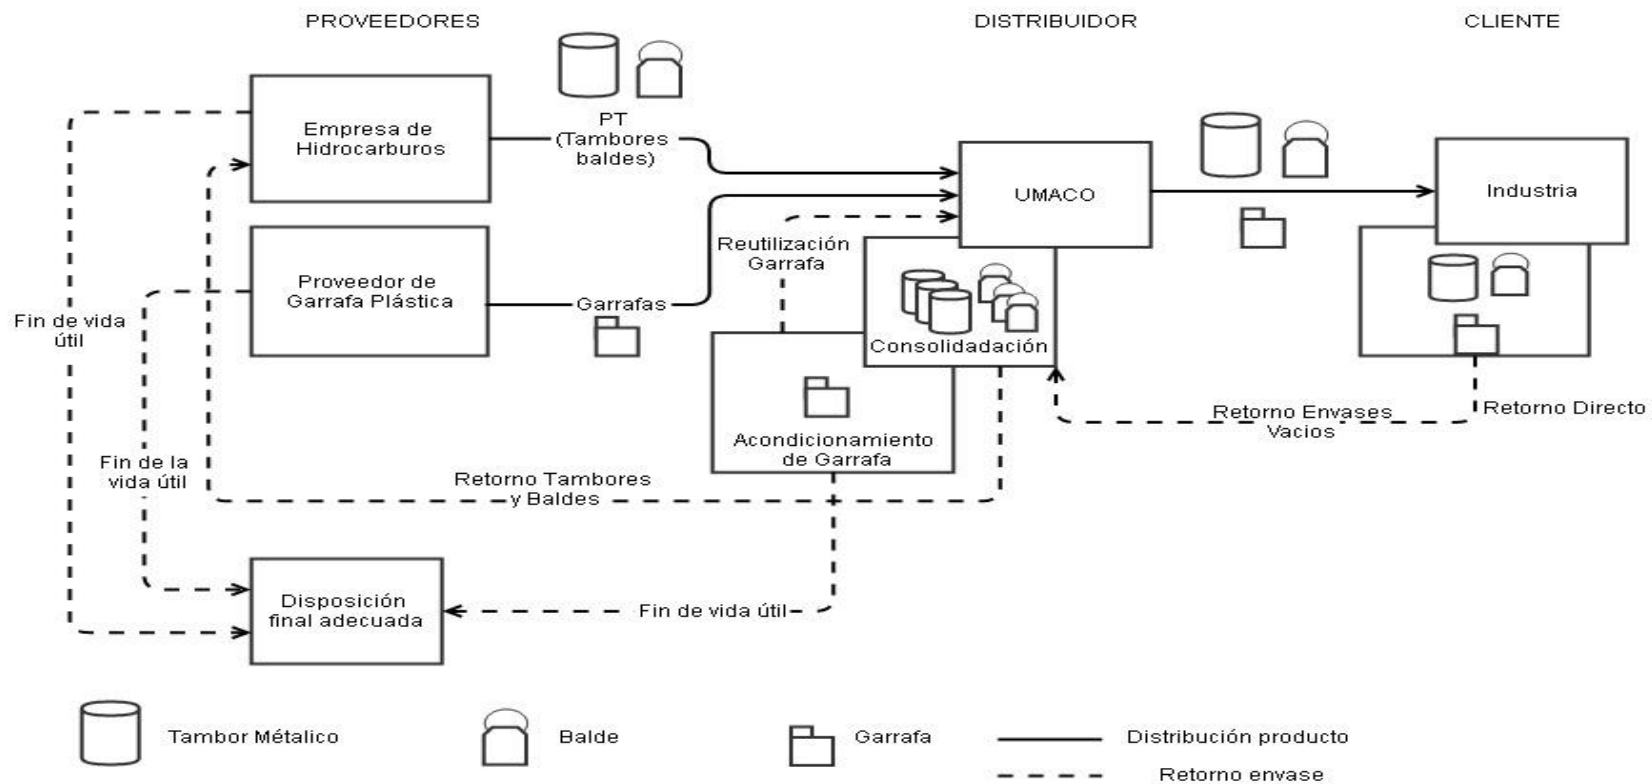 PROVEEDORES
DISTRIBUIDOR
CLIENTE
Empresa de
Hidrocarburos
PT
(Tambores
baldes)
UMACO
Industria
Proveedor de
Garrafa Plástica
Garrafas
Reutilización
Garrafa
Consolidadación
Fin de vida
útil
Acondicionamiento
de Garrafa
Retorno Envases
Vacios
Retorno Directo
Fin de la
vida útil
Retorno Tambores
y Baldes
Disposición
final adecuada
Fin de vida útil
Tambor Métalico
Balde
Garrafa
Distribución producto
Retorno envase